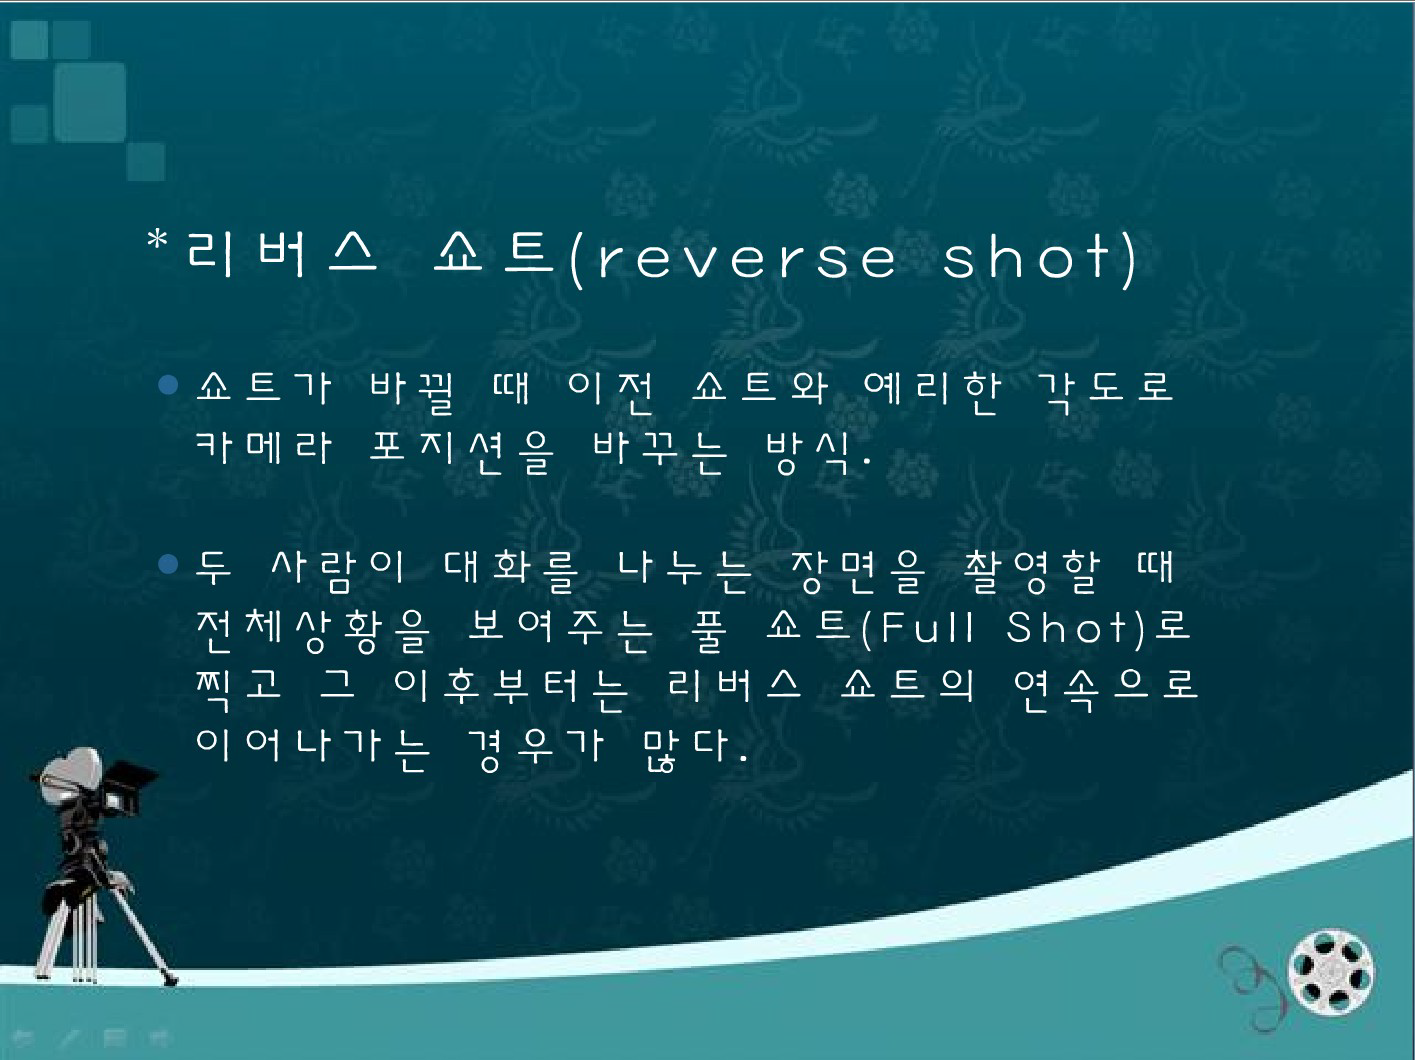 *리버스 쇼트(reverse shot)
쇼트가 바뀔 때 이전 쇼트와 예리한 각도로
카메라 포지션을 바꾸는 방식.
두 사람이 대화를 나누는 장면을 촬영할 때
전체상황을 보여주는 풀 쇼트(Full Shot)로
찍고 그 이후부터는 리버스 쇼트의 연속으로
이어나가는 경우가 많다.